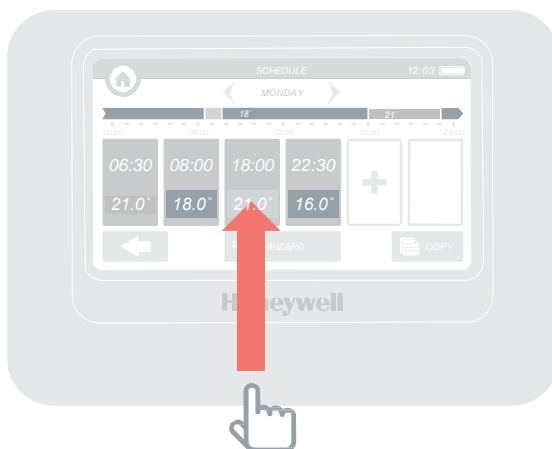 SCHEDULE 12:03
MONDAY
18° 21°
00:00 06:00 12:00 18:00 24:00
06:30 08:00 18:00 22:30
21.0° 18.0° 21.0° 16.0°
WIZARD COPY
Honeywell